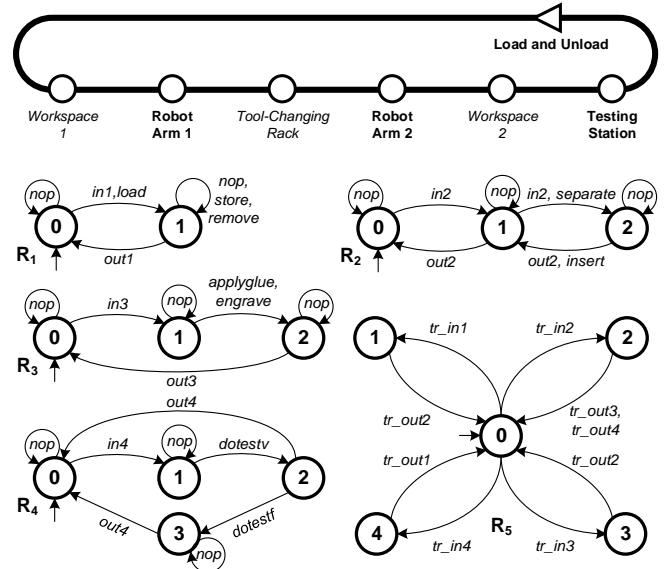 Load and Unload
Workspace
1
Robot
Arm 1
Tool-Changing
Rack
Robot
Arm 2
Workspace
2
Testing
Station
nop
in1,load
nop,
store,
remove
0
1
out1
R1
nop
in2
nop
in2, separate
nop
0
1
2
out2
out2, insert
R2
nop
in3
nop
applyglue,
engrave
nop
0
1
2
out3
R3
out4
nop
in4
nop
dotestv
0
1
2
out4
3
dotestf
nop
R4
1
tr_in1
tr_in2
2
tr_out2
tr_out3,
tr_out4
0
tr_out1
tr_out2
4
R5
3
tr_in4
tr_in3